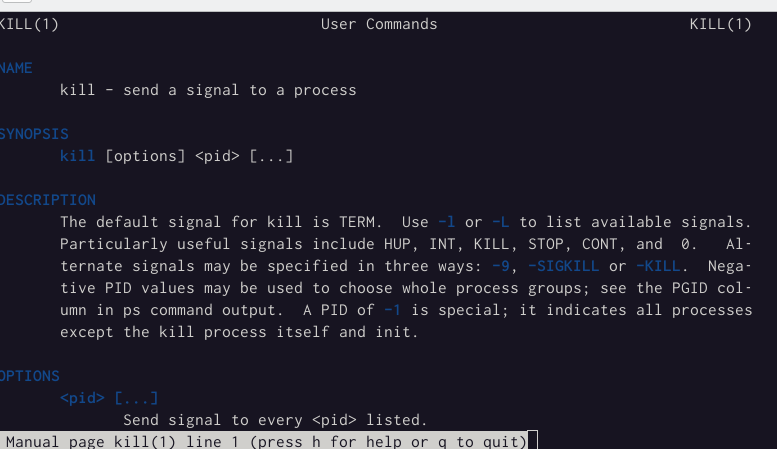 KILL(1) User Commands KILL(1)
NAME
kill - send a signal to a process
SYNOPSIS
kill [options] <pid> [...]
DESCRIPTION
The default signal for kill is TERM. Use -l or -L to list available signals.
Particularly useful signals include HUP, INT, KILL, STOP, CONT, and 0. Al-
ternate signals may be specified in three ways: -9, -SIGKILL or -KILL. Nega-
tive PID values may be used to choose whole process groups; see the PGID col-
umn in ps command output. A PID of -1 is special; it indicates all processes
except the kill process itself and init.
OPTIONS
<pid> [...]
Send signal to every <pid> listed.
Manual page kill(1) line 1 (press h for help or q to quit)